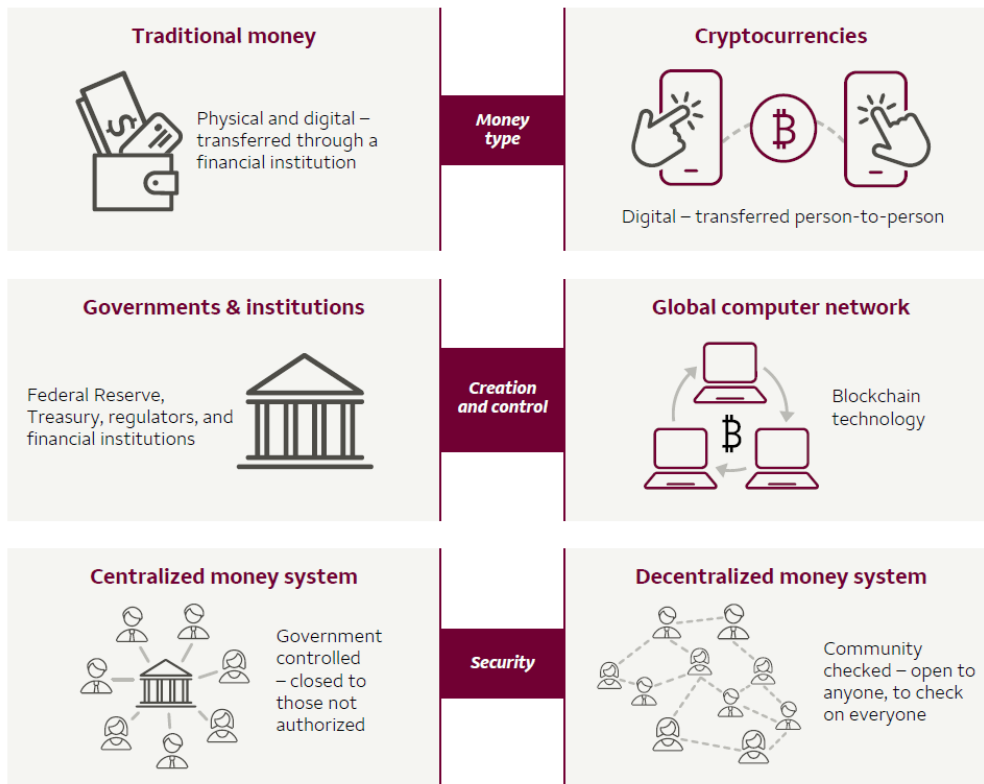 Traditional money
Physical and digital –
transferred through a
financial institution
Money
type
Cryptocurrencies
Digital – transferred person-to-person
Governments & institutions
Federal Reserve,
Treasury, regulators, and
financial institutions
Creation
and control
Global computer network
Blockchain
technology
Centralized money system
Government
controlled
– closed to
those not
authorized
Security
Decentralized money system
Community
checked – open to
anyone, to check
on everyone